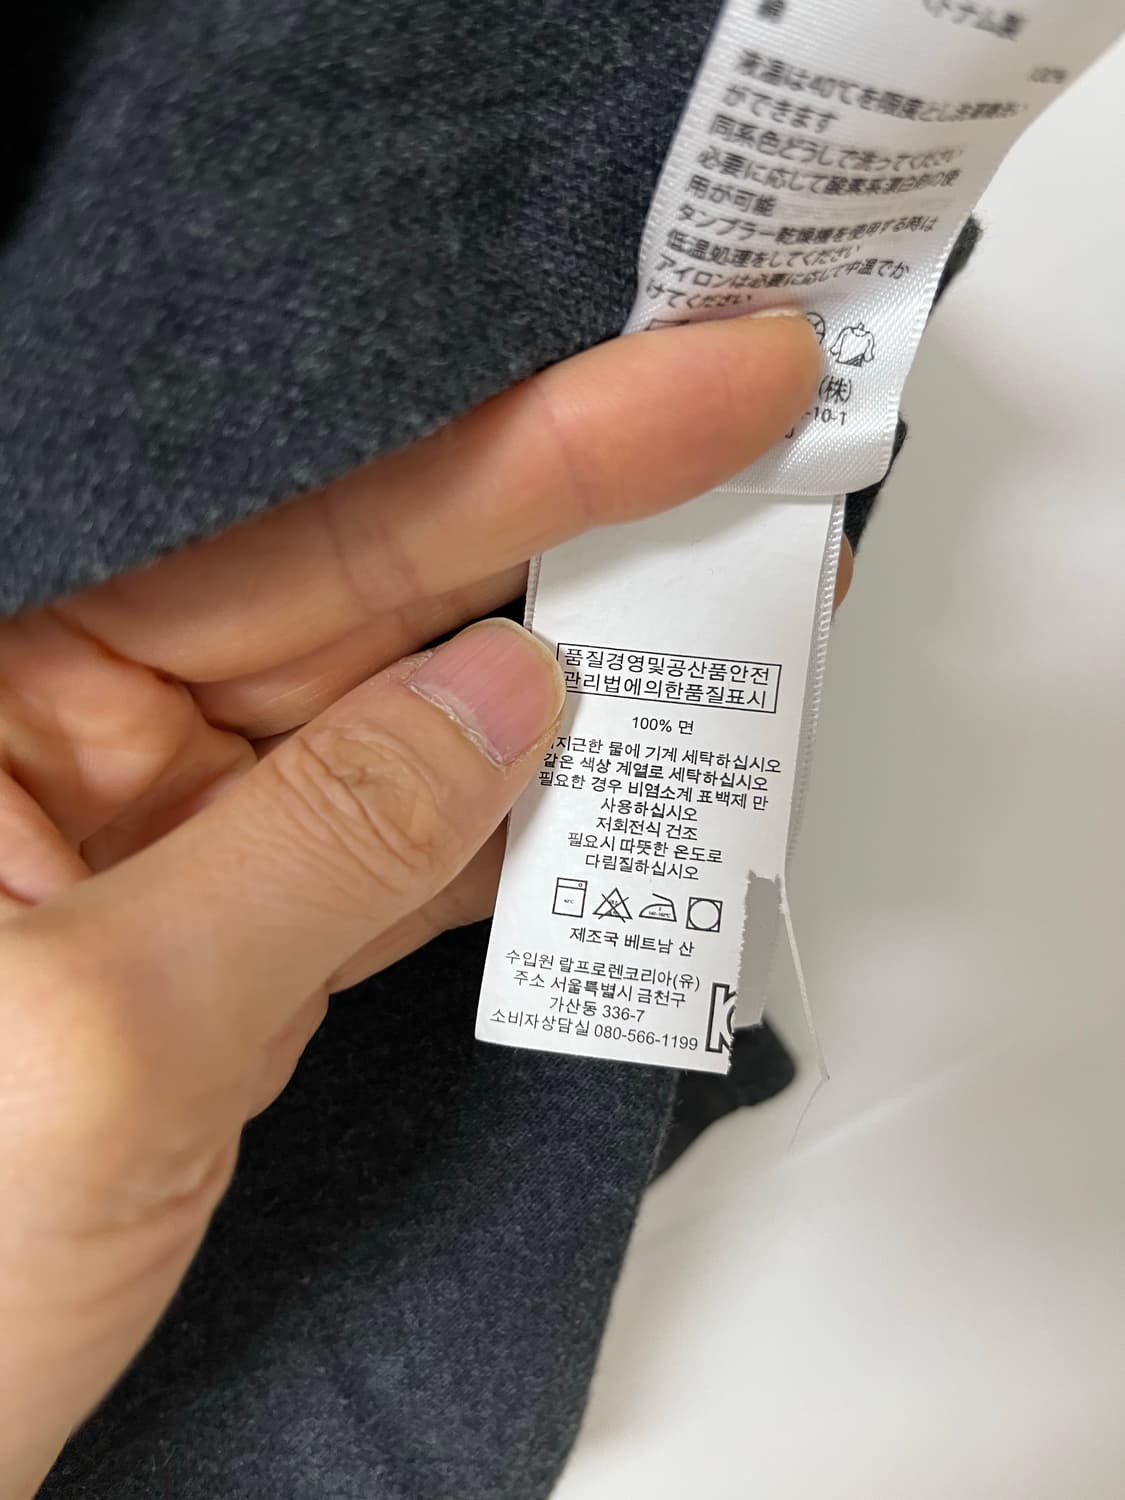 綿
ベトナム製
100%
液温は40℃を限度としお洗濯洗い
ができます
同系色どうしで洗ってください
必要に応じて酸素系漂白剤の使
用が可能
タンブラー乾燥機を使用する時は
低温処理をしてください
アイロンは必要に応じて中温でか
けてください
(株)
-10-1
품질경영및공산품안전
관리법에의한품질표시
100% 면
지근한 물에 기계 세탁하십시오
같은 색상 계열로 세탁하십시오
필요한 경우 비염소계 표백제 만
사용하십시오
저회전식 건조
필요시 따뜻한 온도로
다림질하십시오
제조국 베트남 산
수입원 랄프로렌코리아(유)
주소 서울특별시 금천구
가산동 336-7
소비자상담실 080-566-1199